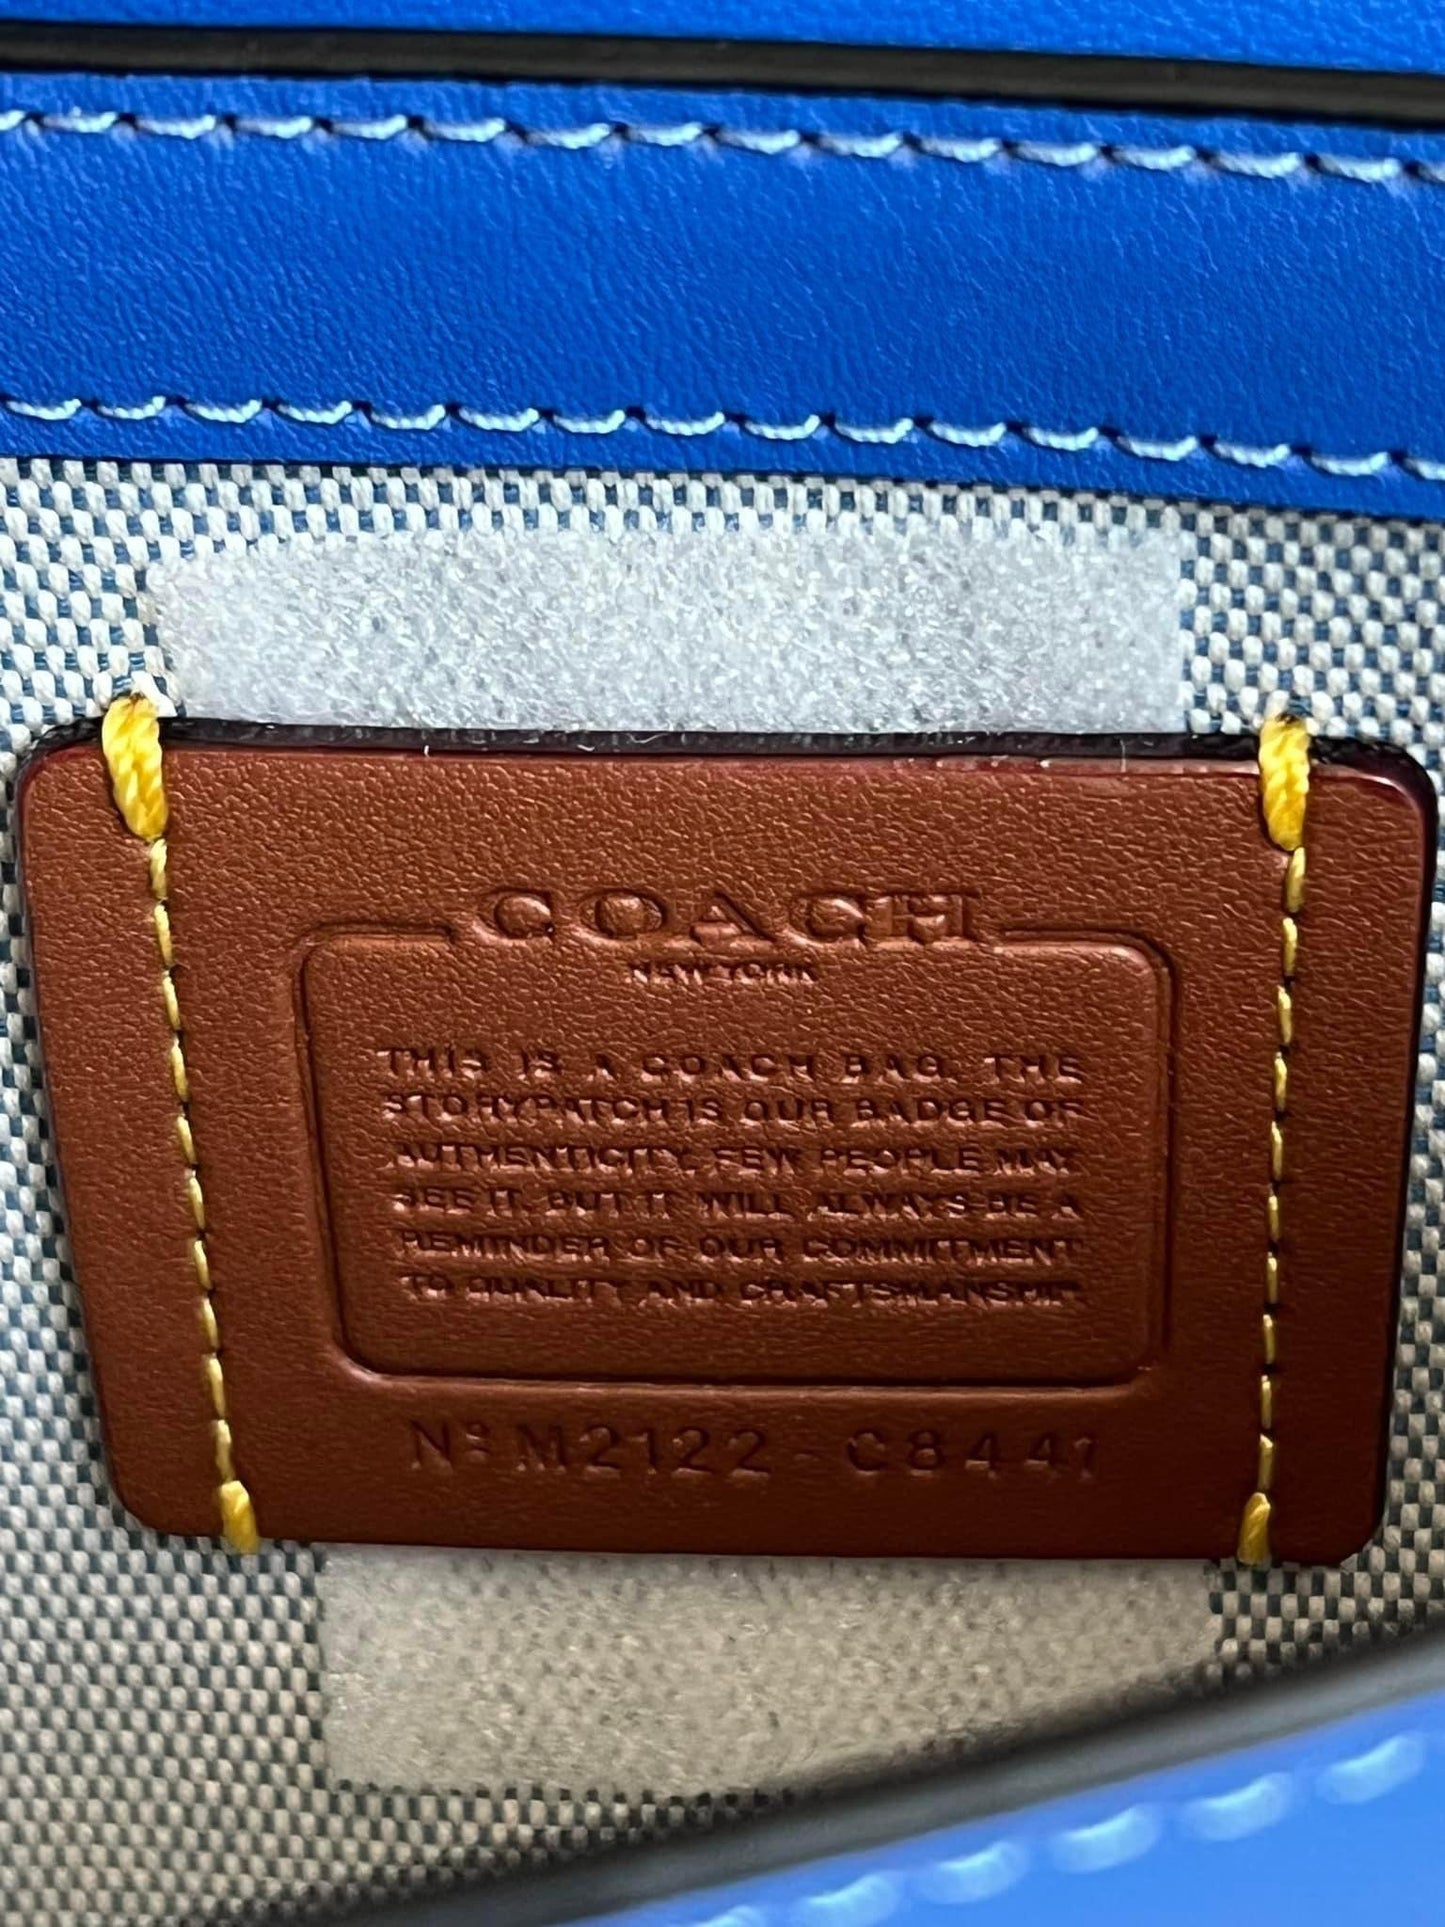 COACH
NEW YORK
THIS IS A COACH BAG. THE
STORYPATCH IS OUR BADGE OF
AUTHENTICITY. FEW PEOPLE MAY
SEE IT, BUT IT WILL ALWAYS BE A
REMINDER OF OUR COMMITMENT
TO QUALITY AND CRAFTSMANSHIP.
Nº M2122-C8441